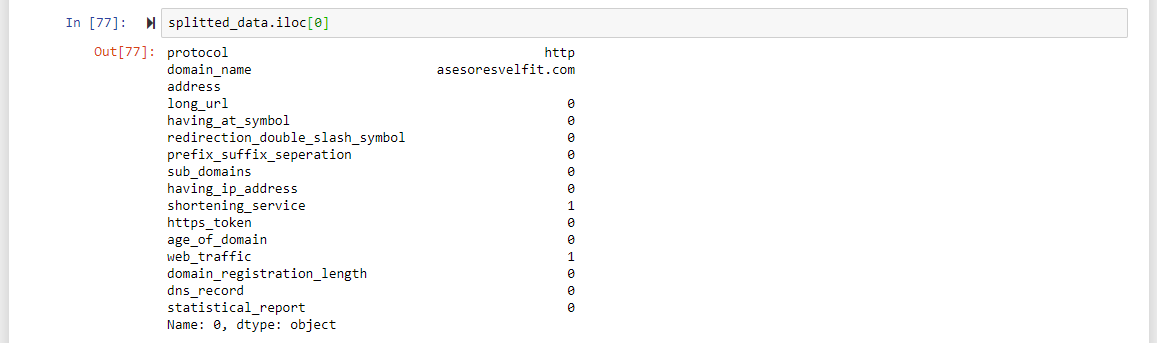 In [77]: splitted_data.iloc[0]
Out[77]: protocol http
domain_name asesoresvelfit.com
address
long_url 0
having_at_symbol 0
redirection_double_slash_symbol 0
prefix_suffix_seperation 0
sub_domains 0
having_ip_address 0
shortening_service 1
https_token 0
age_of_domain 0
web_traffic 1
domain_registration_length 0
dns_record 0
statistical_report 0
Name: 0, dtype: object